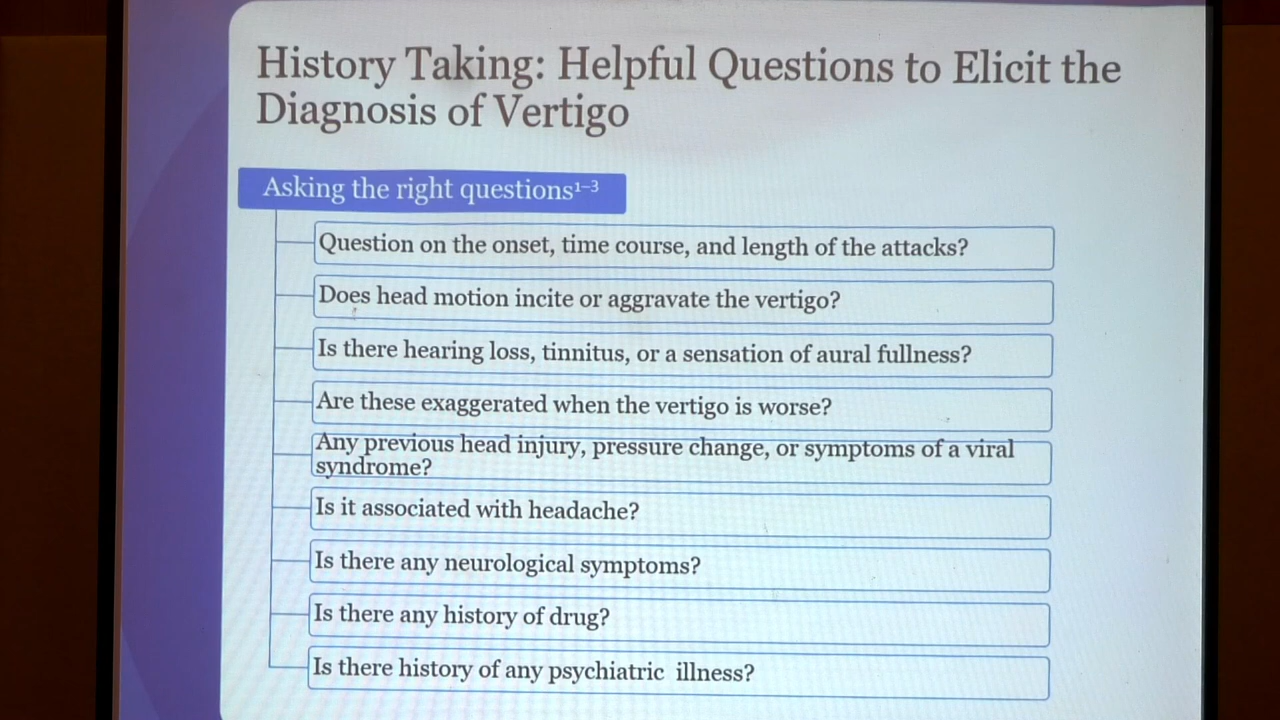 History Taking: Helpful Questions to Elicit the
Diagnosis of Vertigo
Asking the right questions¹⁻³
Question on the onset, time course, and length of the attacks?
Does head motion incite or aggravate the vertigo?
Is there hearing loss, tinnitus, or a sensation of aural fullness?
Are these exaggerated when the vertigo is worse?
Any previous head injury, pressure change, or symptoms of a viral
syndrome?
Is it associated with headache?
Is there any neurological symptoms?
Is there any history of drug?
Is there history of any psychiatric illness?